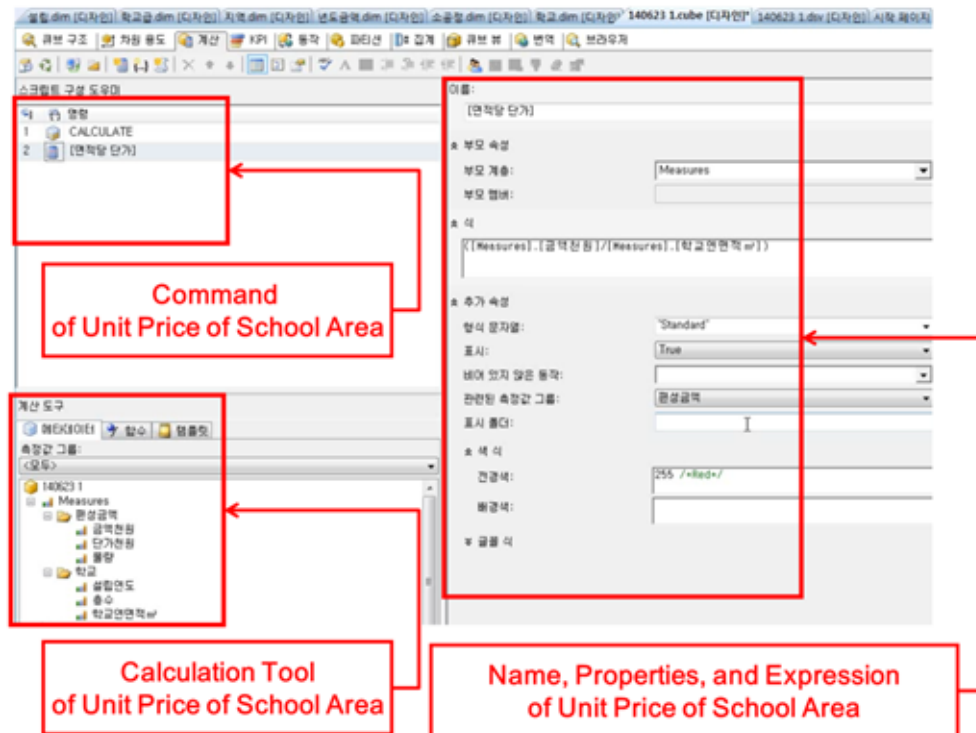 설립.dim [디자인] 학교급.dim [디자인] 지역.dim [디자인] 년도금액.dim [디자인] 소공정.dim [디자인] 학교.dim [디자인]* 140623 1.cube [디자인]* 140623 1.dsv [디자인] 시작 페이지
큐브 구조 차원 용도 계산 KPI 동작 파티션 집계 큐브 뷰 번역 브라우저
스크립트 구성 도우미
명령
1 CALCULATE
2 [면적당 단가]
Command
of Unit Price of School Area
계산 도구
메타데이터 함수 템플릿
측정값 그룹:
<모두>
140623 1
Measures
편성금액
금액천원
단가천원
물량
학교
설립연도
층수
학교연면적㎡
Calculation Tool
of Unit Price of School Area
이름:
[면적당 단가]
부모 속성
부모 계층: Measures
부모 멤버:
식
([Measures].[금액천원]/[Measures].[학교연면적㎡])
추가 속성
형식 문자열: "Standard"
표시: True
비어 있지 않은 동작:
관련된 측정값 그룹: 편성금액
표시 폴더:
색 식
전경색: 255 /*Red*/
배경색:
글꼴 식
Name, Properties, and Expression
of Unit Price of School Area